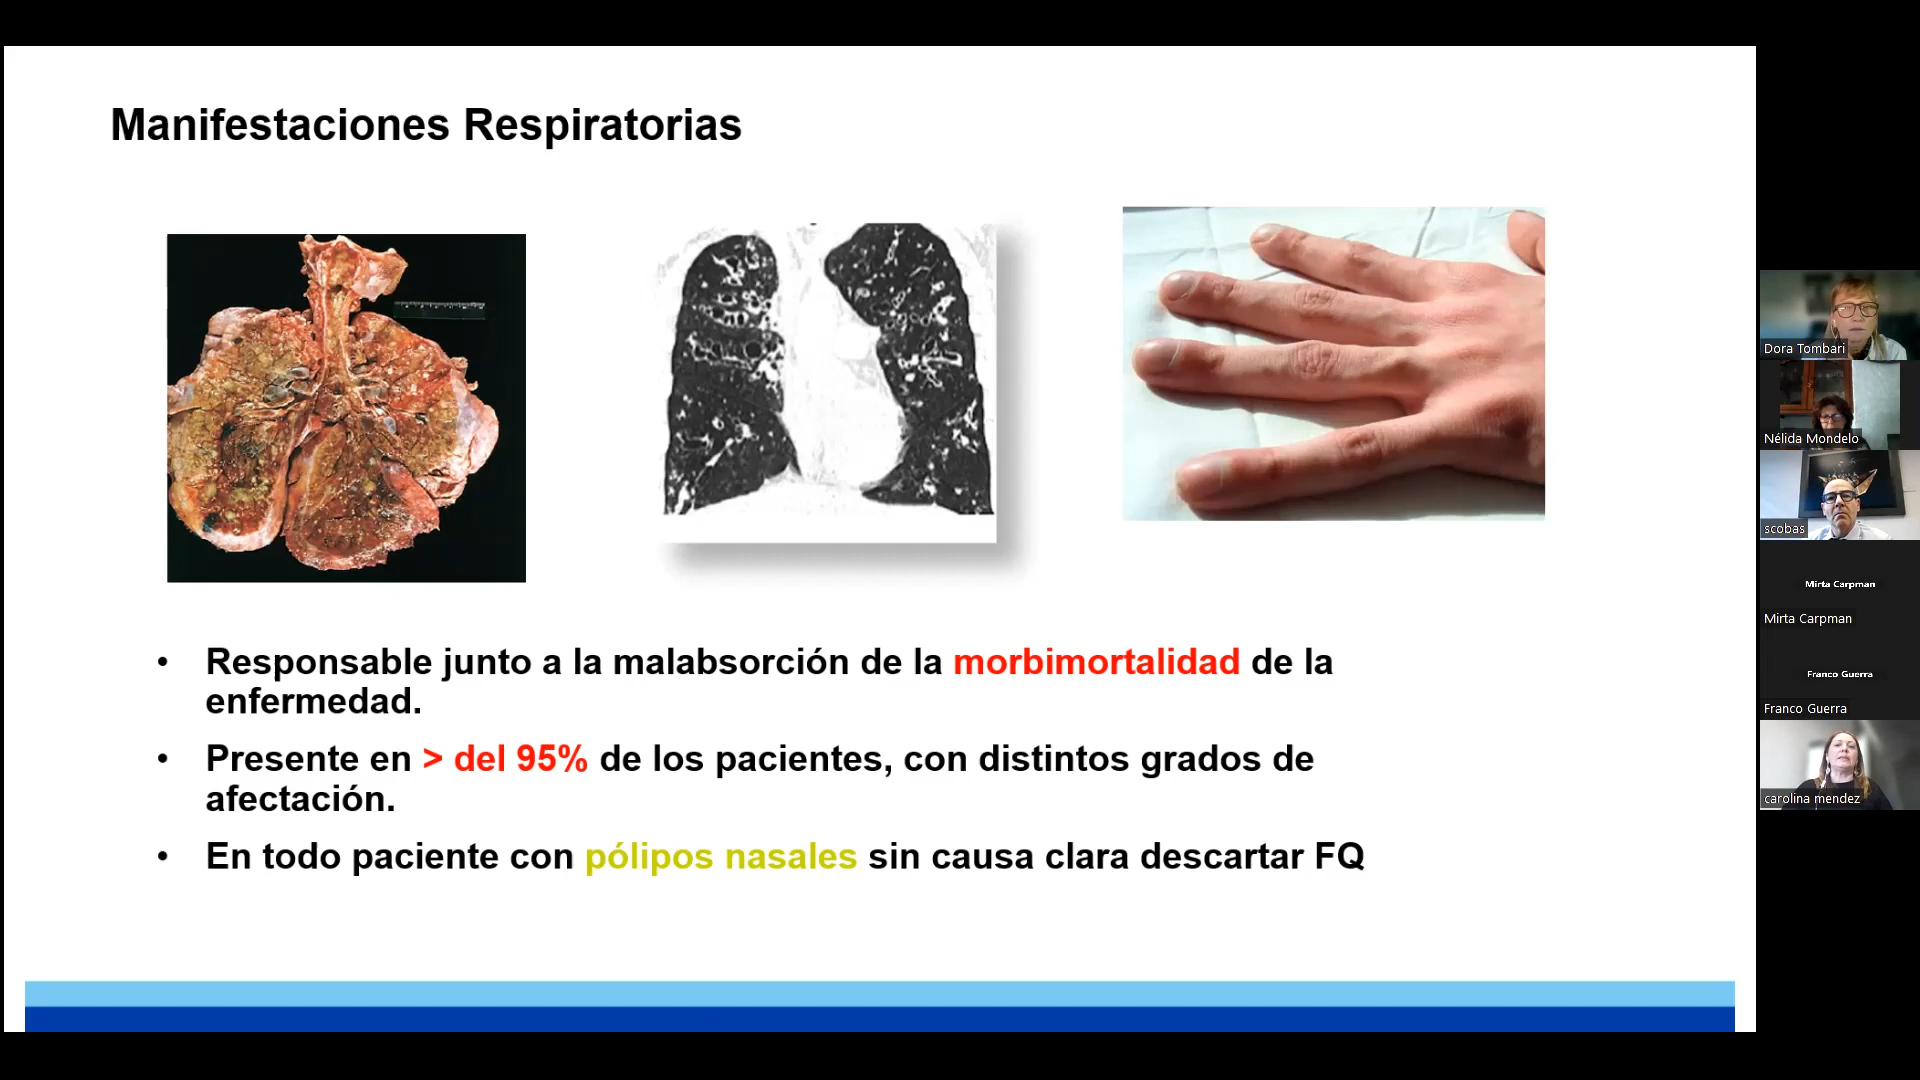 Manifestaciones Respiratorias
• Responsable junto a la malabsorción de la morbimortalidad de la
enfermedad.
• Presente en > del 95% de los pacientes, con distintos grados de
afectación.
• En todo paciente con pólipos nasales sin causa clara descartar FQ
Dora Tombari
Nélida Mondelo
scobas
Mirta Carpman
Mirta Carpman
Franco Guerra
Franco Guerra
carolina mendez